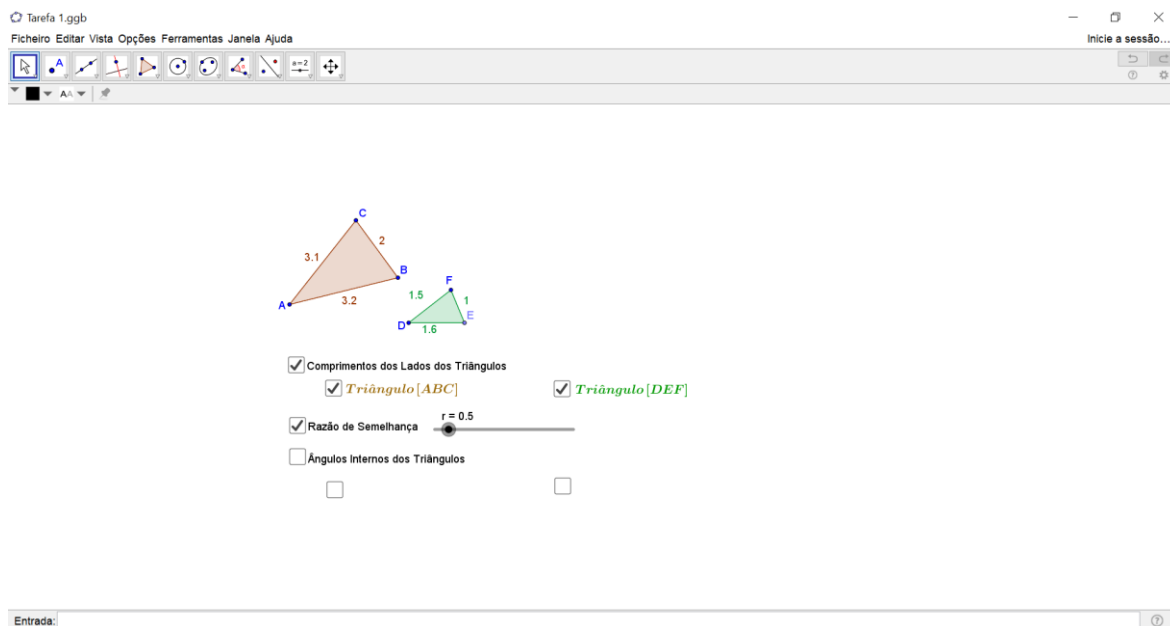 Tarefa 1.ggb
Ficheiro Editar Vista Opções Ferramentas Janela Ajuda
Inicie a sessão...
A
a=2
AA
C
3.1
2
B
A
3.2
F
1.5
1
D
E
1.6
Comprimentos dos Lados dos Triângulos
Triângulo [ABC]
Triângulo [DEF]
r = 0.5
Razão de Semelhança
Ângulos Internos dos Triângulos
Entrada: